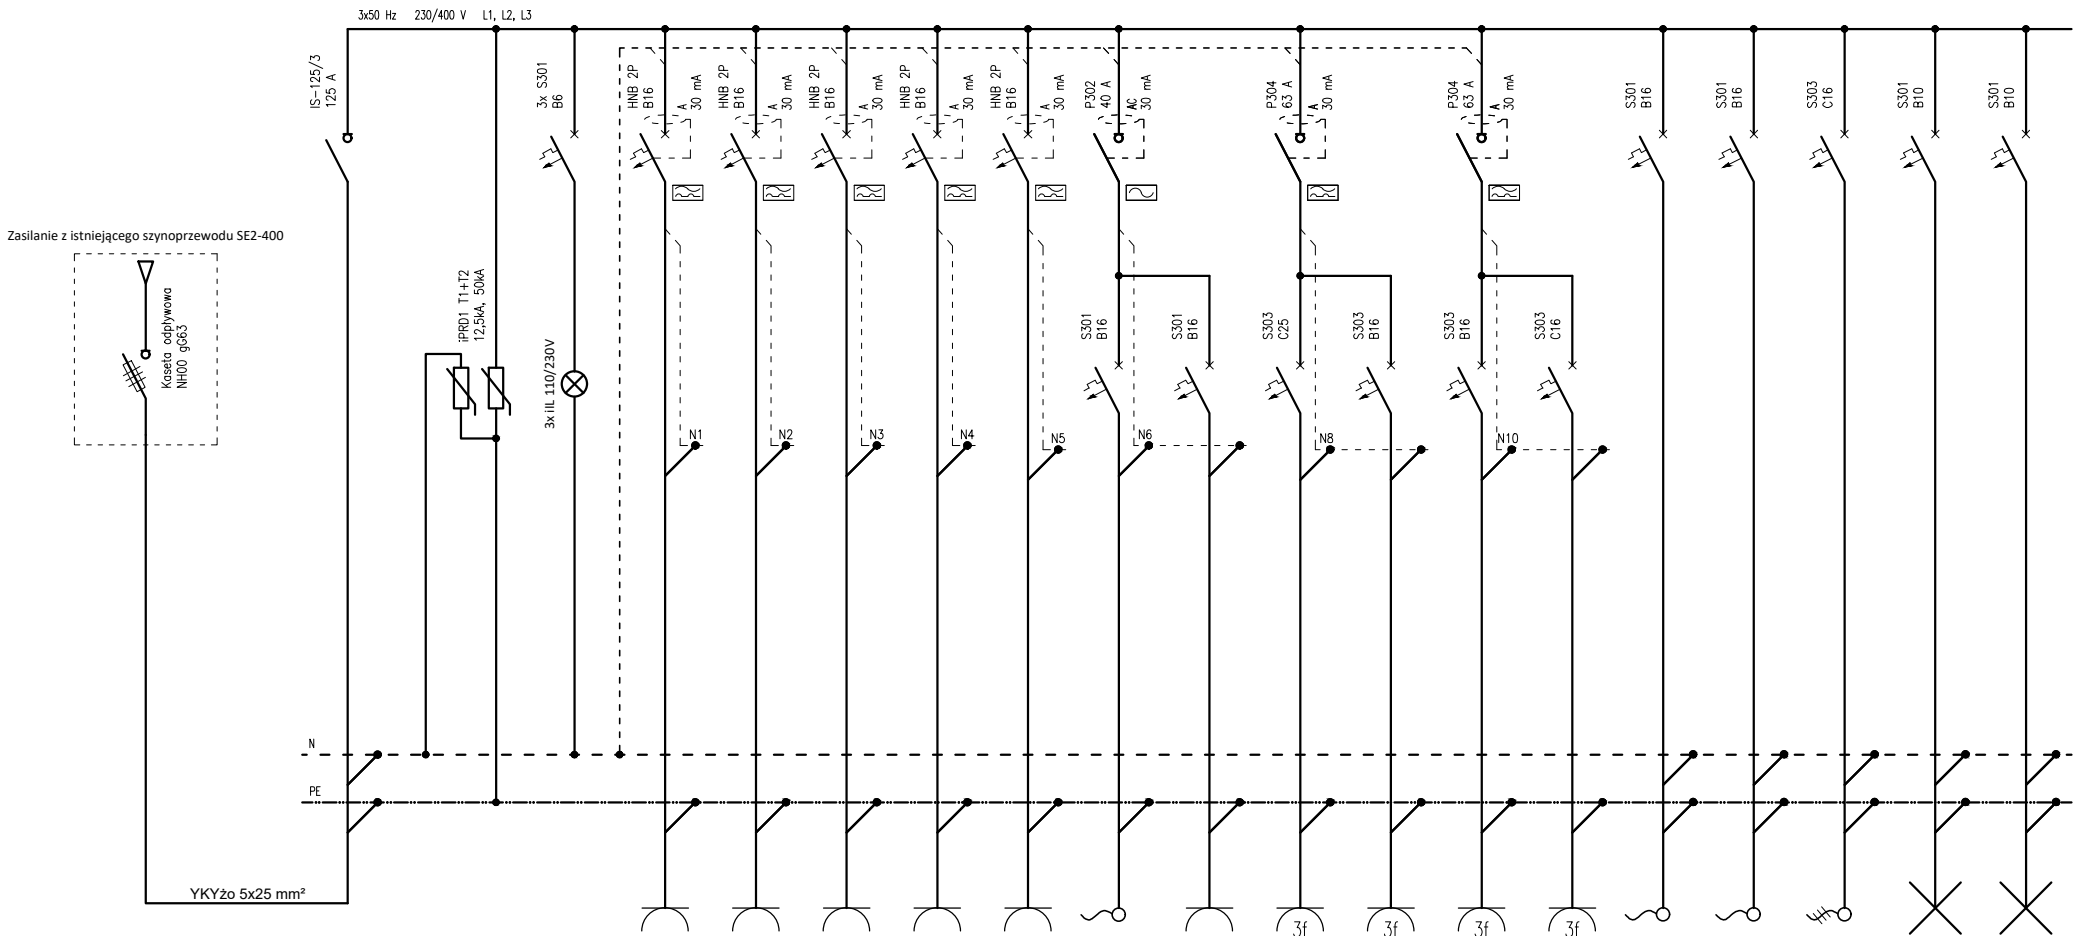 3x50 Hz 230/400 V L1, L2, L3
IS-125/3
125 A
3x S301
B6
HNB 2P
B16
A
30 mA
HNB 2P
B16
A
30 mA
HNB 2P
B16
A
30 mA
HNB 2P
B16
A
30 mA
HNB 2P
B16
A
30 mA
P302
40 A
AC
30 mA
P304
63 A
A
30 mA
P304
63 A
A
30 mA
S301
B16
S301
B16
S303
C16
S301
B10
S301
B10
Zasilanie z istniejącego szynoprzewodu SE2-400
Kaseta odpływowa
NH00 gG63
iPRD1 T1+T2
12,5kA, 50kA
3x iIL 110/230V
S301
B16
S301
B16
S303
C25
S303
B16
S303
B16
S303
C16
N1
N2
N3
N4
N5
N6
N8
N10
N
PE
YKYżo 5x25 mm²
3f
3f
3f
3f